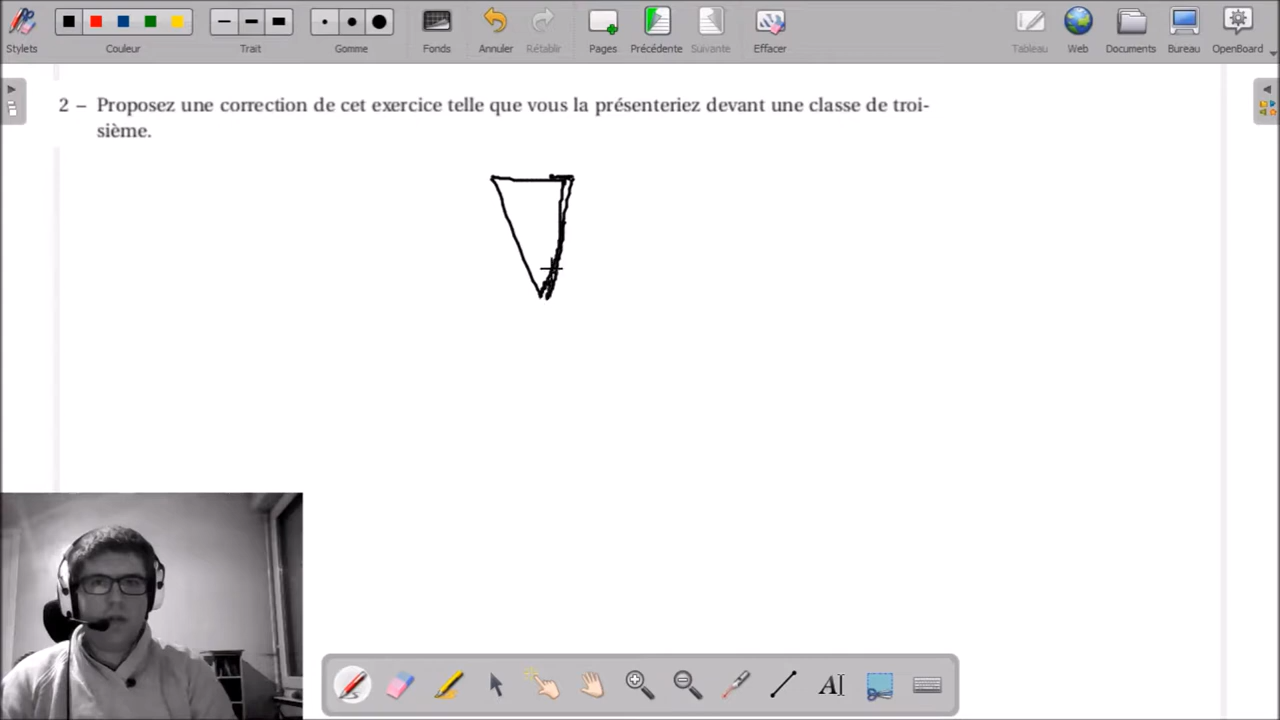 Stylets
Couleur
Trait
Gomme
Fonds
Annuler
Rétablir
Pages
Précédente
Suivante
Effacer
Tableau
Web
Documents
Bureau
OpenBoard
2 – Proposez une correction de cet exercice telle que vous la présenteriez devant une classe de troi-
sième.
AI